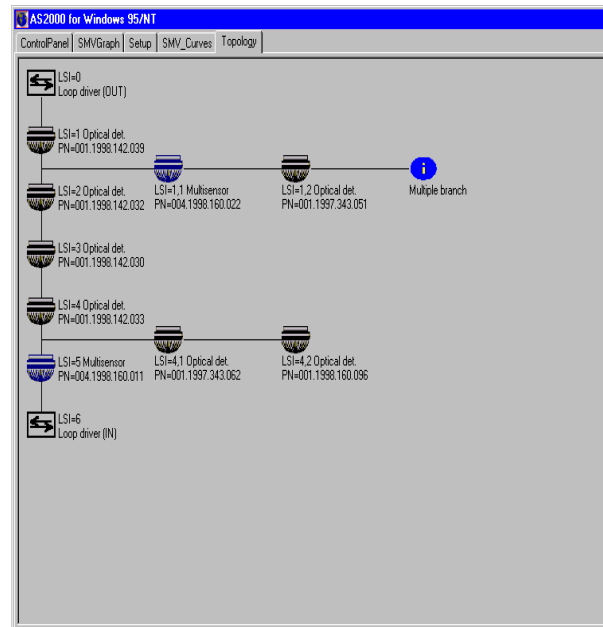 AS2000 for Windows 95/NT
ControlPanel SMVGraph Setup SMV_Curves Topology
LSI=0
Loop driver (OUT)
LSI=1 Optical det.
PN=001.1998.142.039
LSI=2 Optical det.
PN=001.1998.142.032
LSI=1,1 Multisensor
PN=004.1998.160.022
LSI=1,2 Optical det.
PN=001.1997.343.051
i
Multiple branch
LSI=3 Optical det.
PN=001.1998.142.030
LSI=4 Optical det.
PN=001.1998.142.033
LSI=5 Multisensor
PN=004.1998.160.011
LSI=4,1 Optical det.
PN=001.1997.343.062
LSI=4,2 Optical det.
PN=001.1998.160.096
LSI=6
Loop driver (IN)